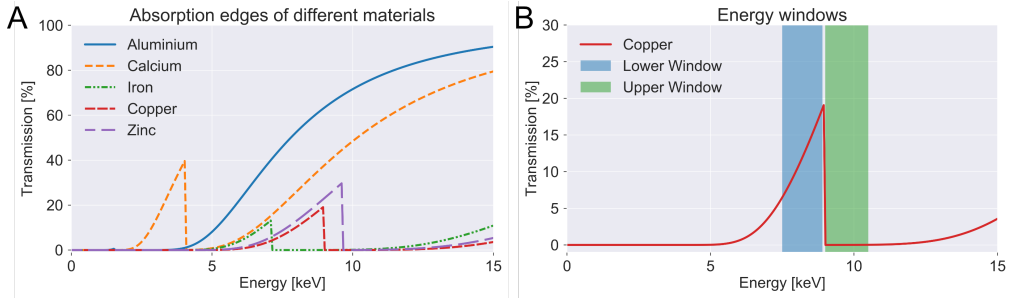 A
Absorption edges of different materials
Transmission [%]
100
80
60
40
20
0
Aluminium
Calcium
Iron
Copper
Zinc
0 5 10 15
Energy [keV]
B
Energy windows
Transmission [%]
30
25
20
15
10
5
0
Copper
Lower Window
Upper Window
0 5 10 15
Energy [keV]